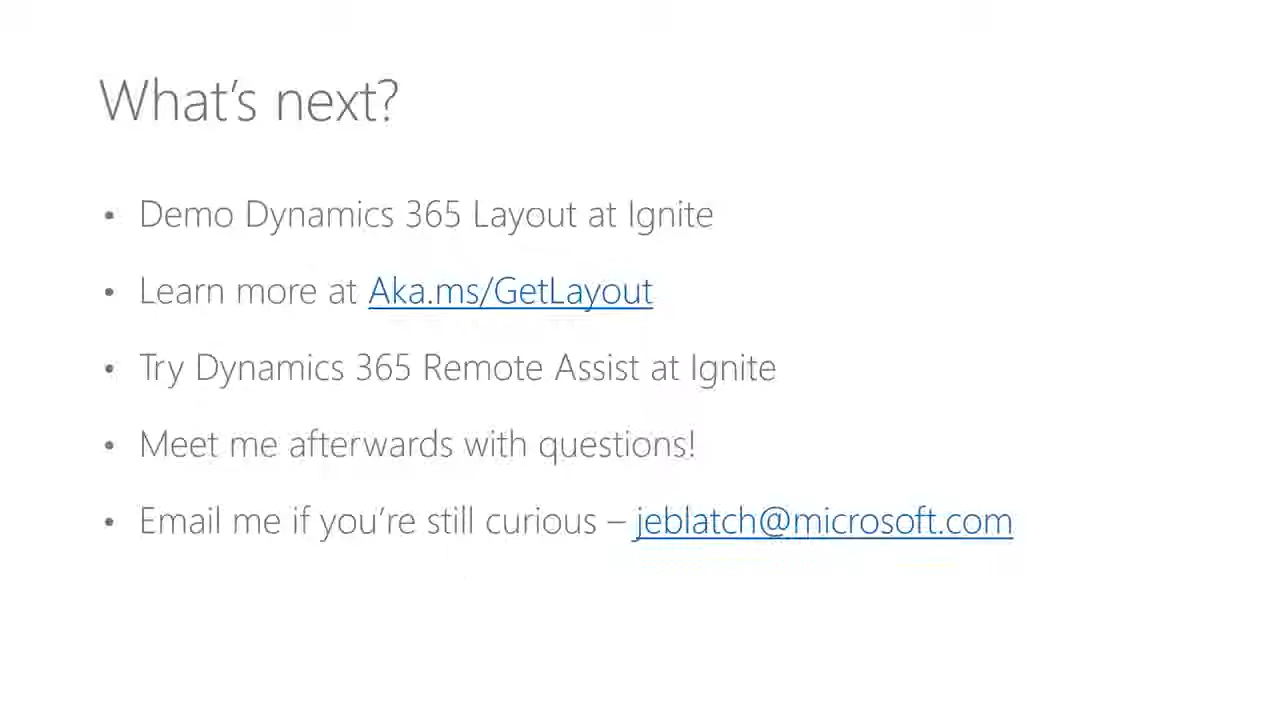 What’s next?
• Demo Dynamics 365 Layout at Ignite
• Learn more at Aka.ms/GetLayout
• Try Dynamics 365 Remote Assist at Ignite
• Meet me afterwards with questions!
• Email me if you’re still curious – jeblatch@microsoft.com